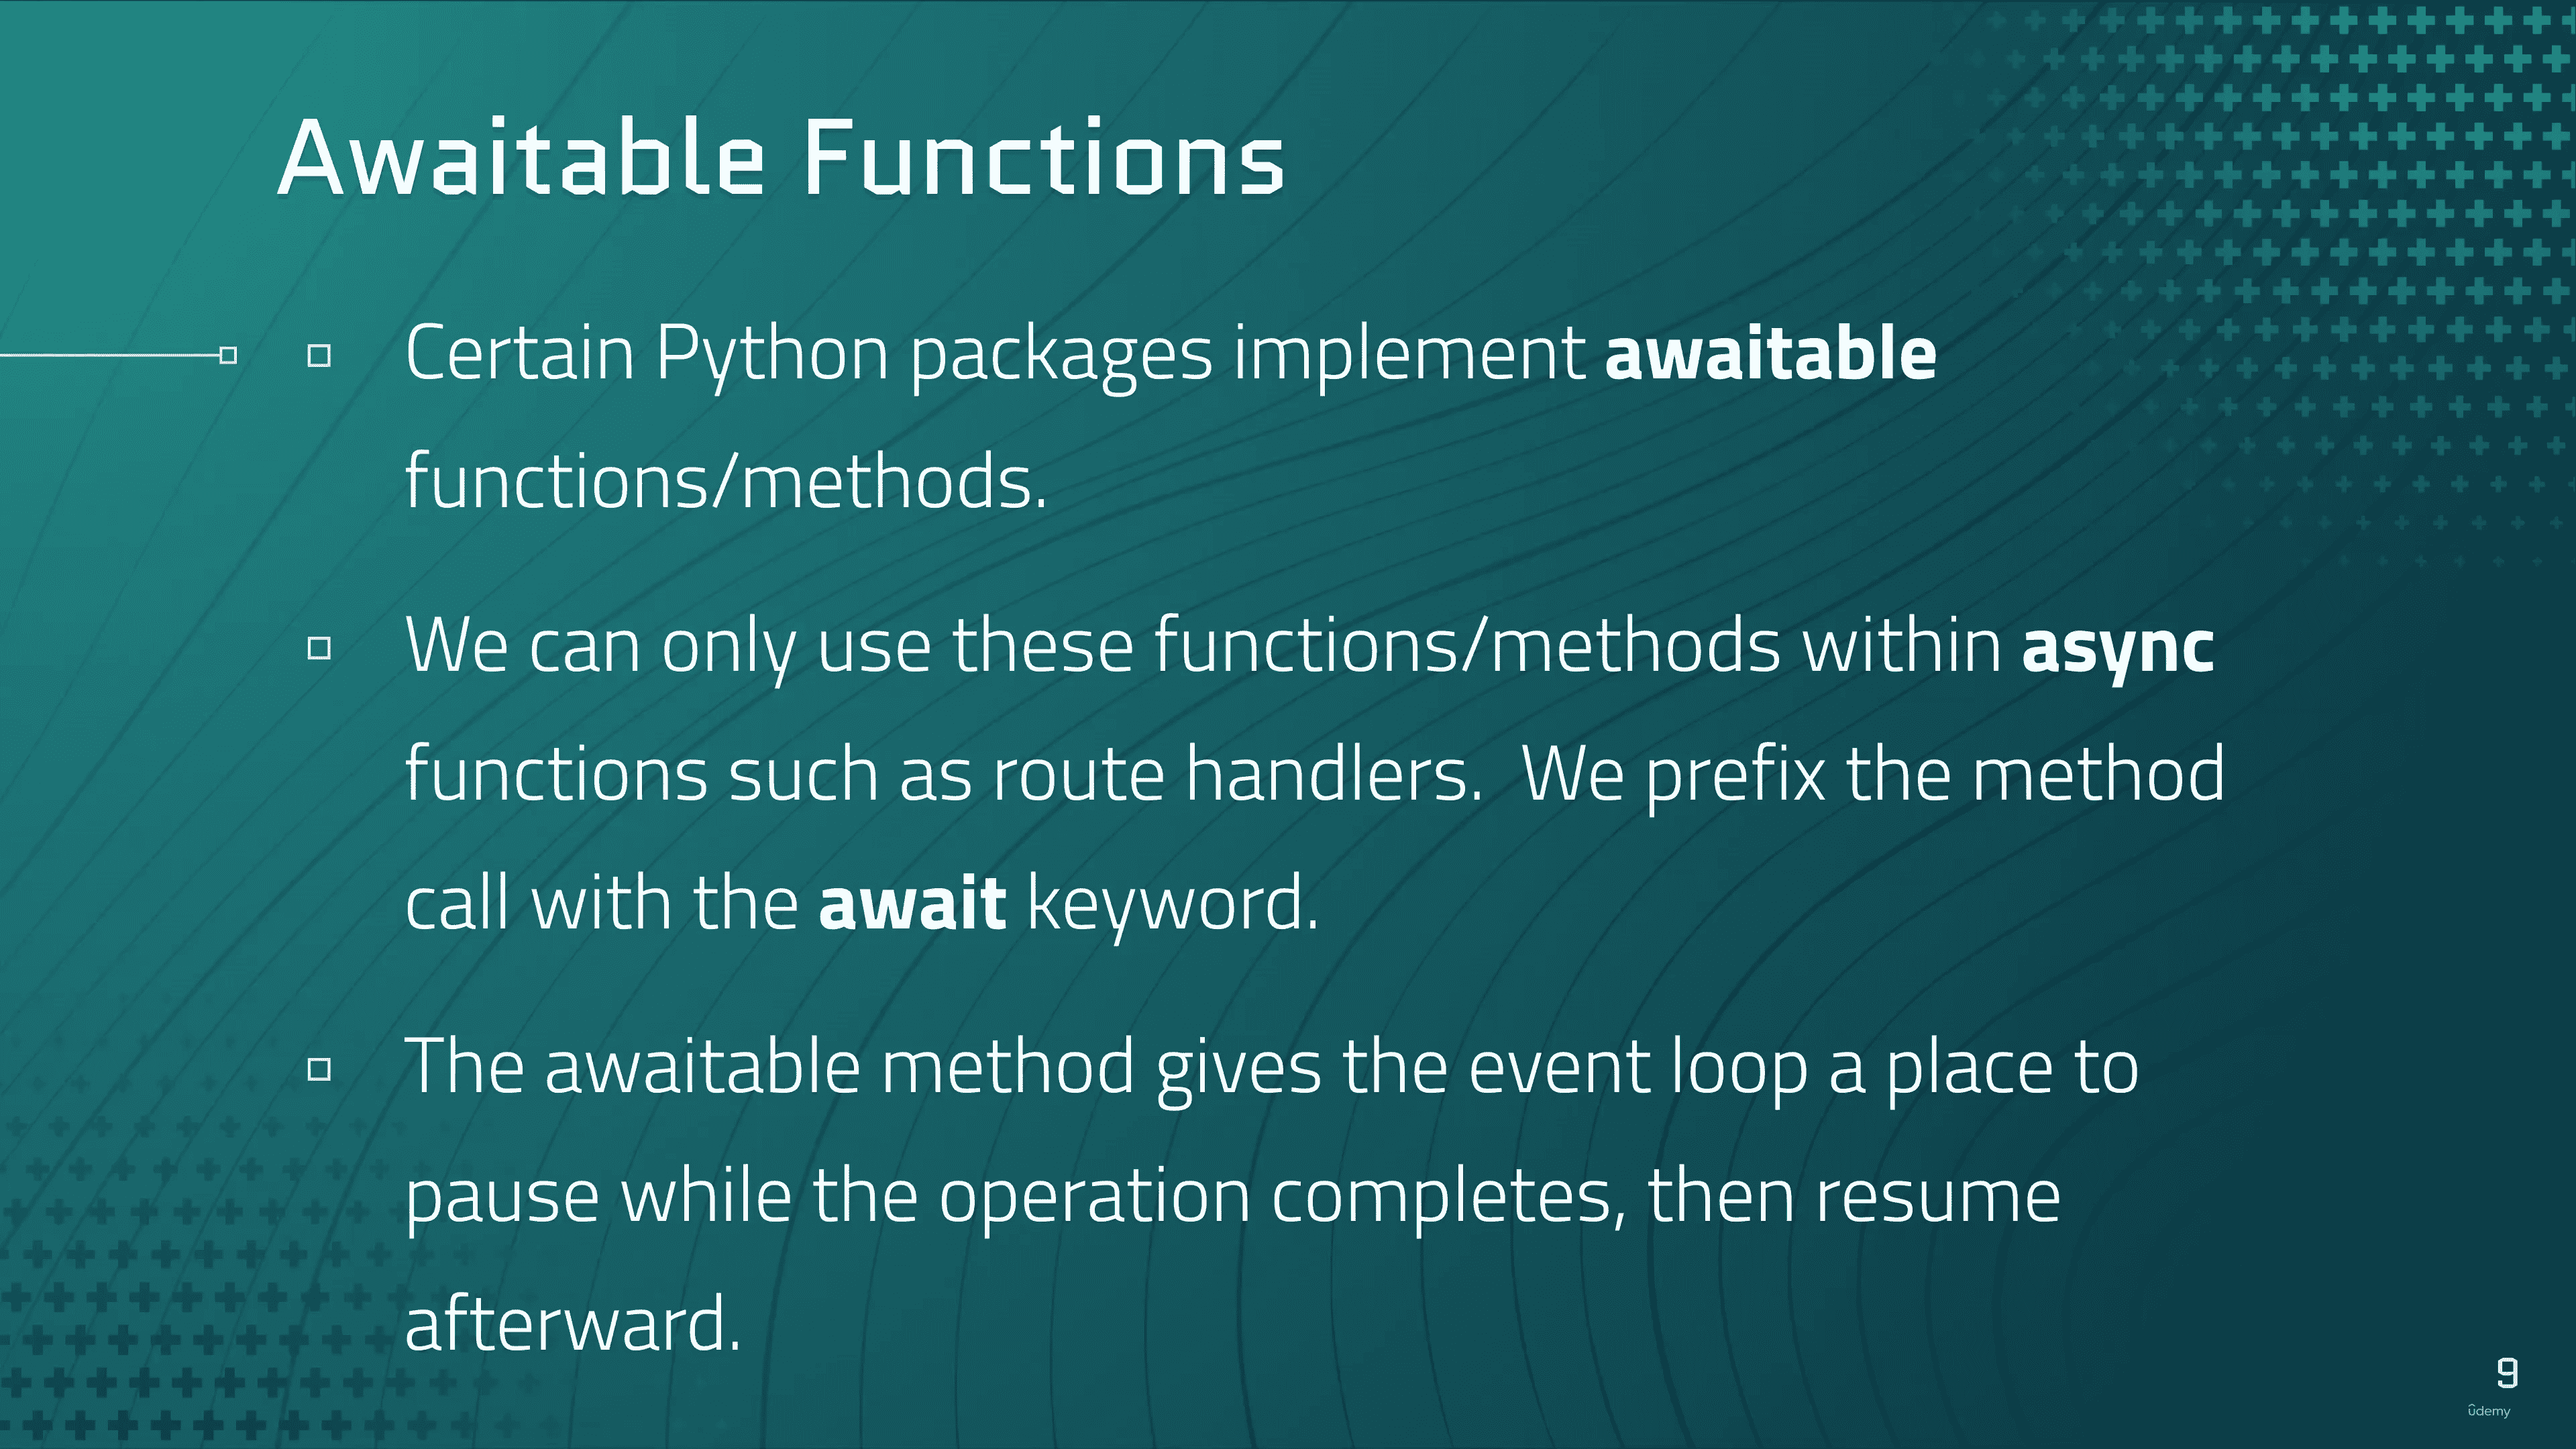 Awaitable Functions
Certain Python packages implement awaitable
functions/methods.
We can only use these functions/methods within async
functions such as route handlers.  We prefix the method
call with the await keyword.
The awaitable method gives the event loop a place to
pause while the operation completes, then resume
afterward.
9
ûdemy